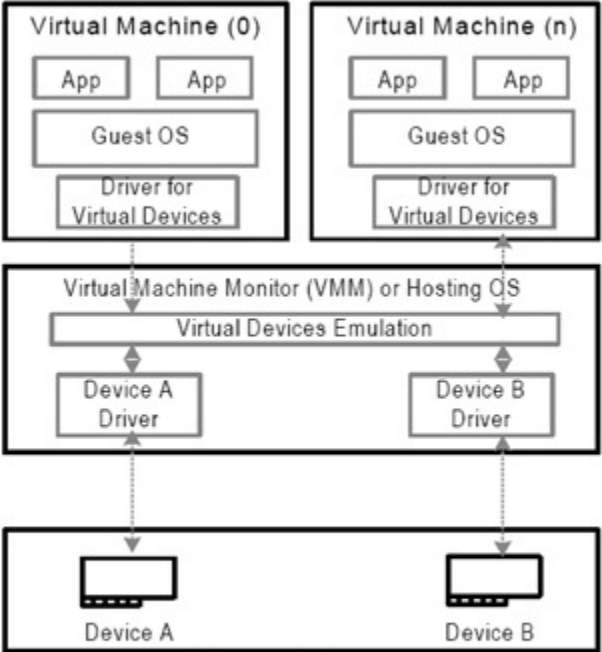 Virtual Machine (0)
Virtual Machine (n)
App
App
App
App
Guest OS
Guest OS
Driver for
Virtual Devices
Driver for
Virtual Devices
Virtual Machine Monitor (VMM) or Hosting OS
Virtual Devices Emulation
Device A
Driver
Device B
Driver
Device A
Device B